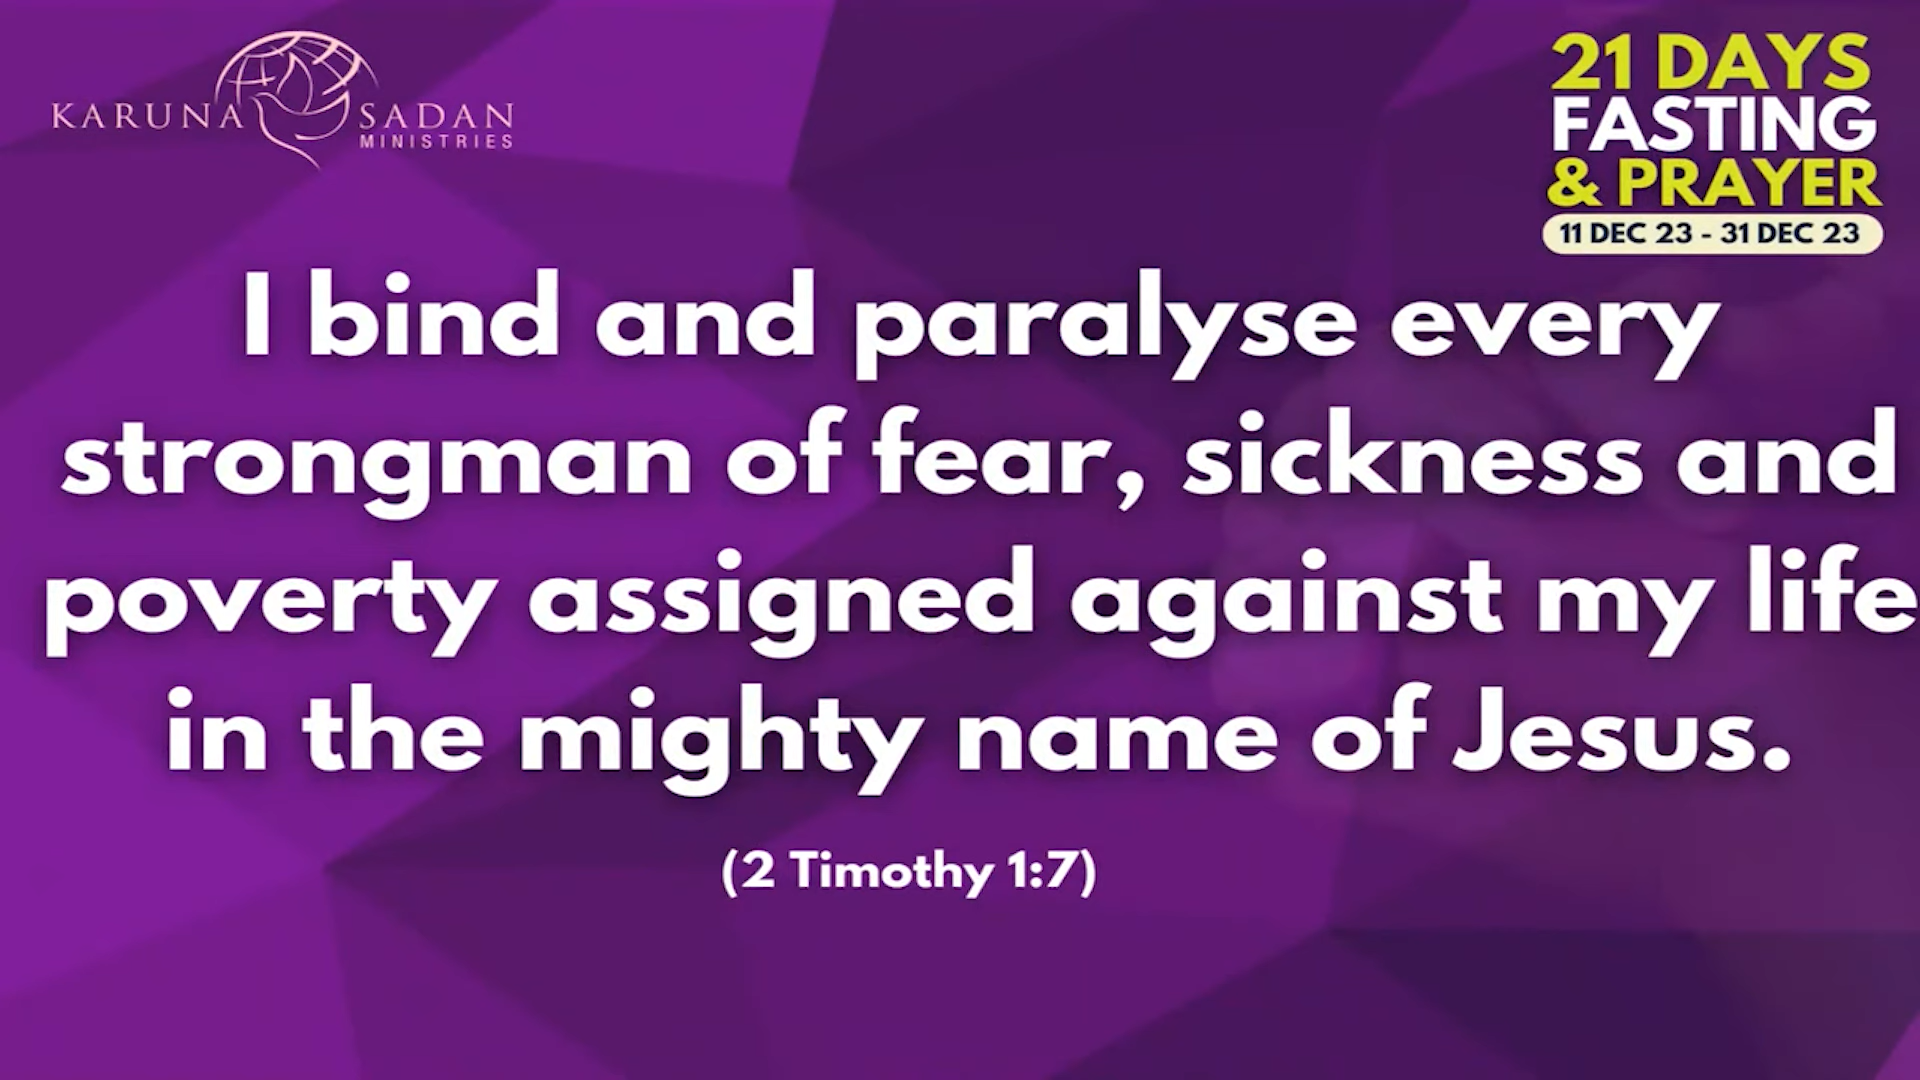 KARUNA SADAN
MINISTRIES
21 DAYS
FASTING
& PRAYER
11 DEC 23 - 31 DEC 23
I bind and paralyse every
strongman of fear, sickness and
poverty assigned against my life
in the mighty name of Jesus.
(2 Timothy 1:7)